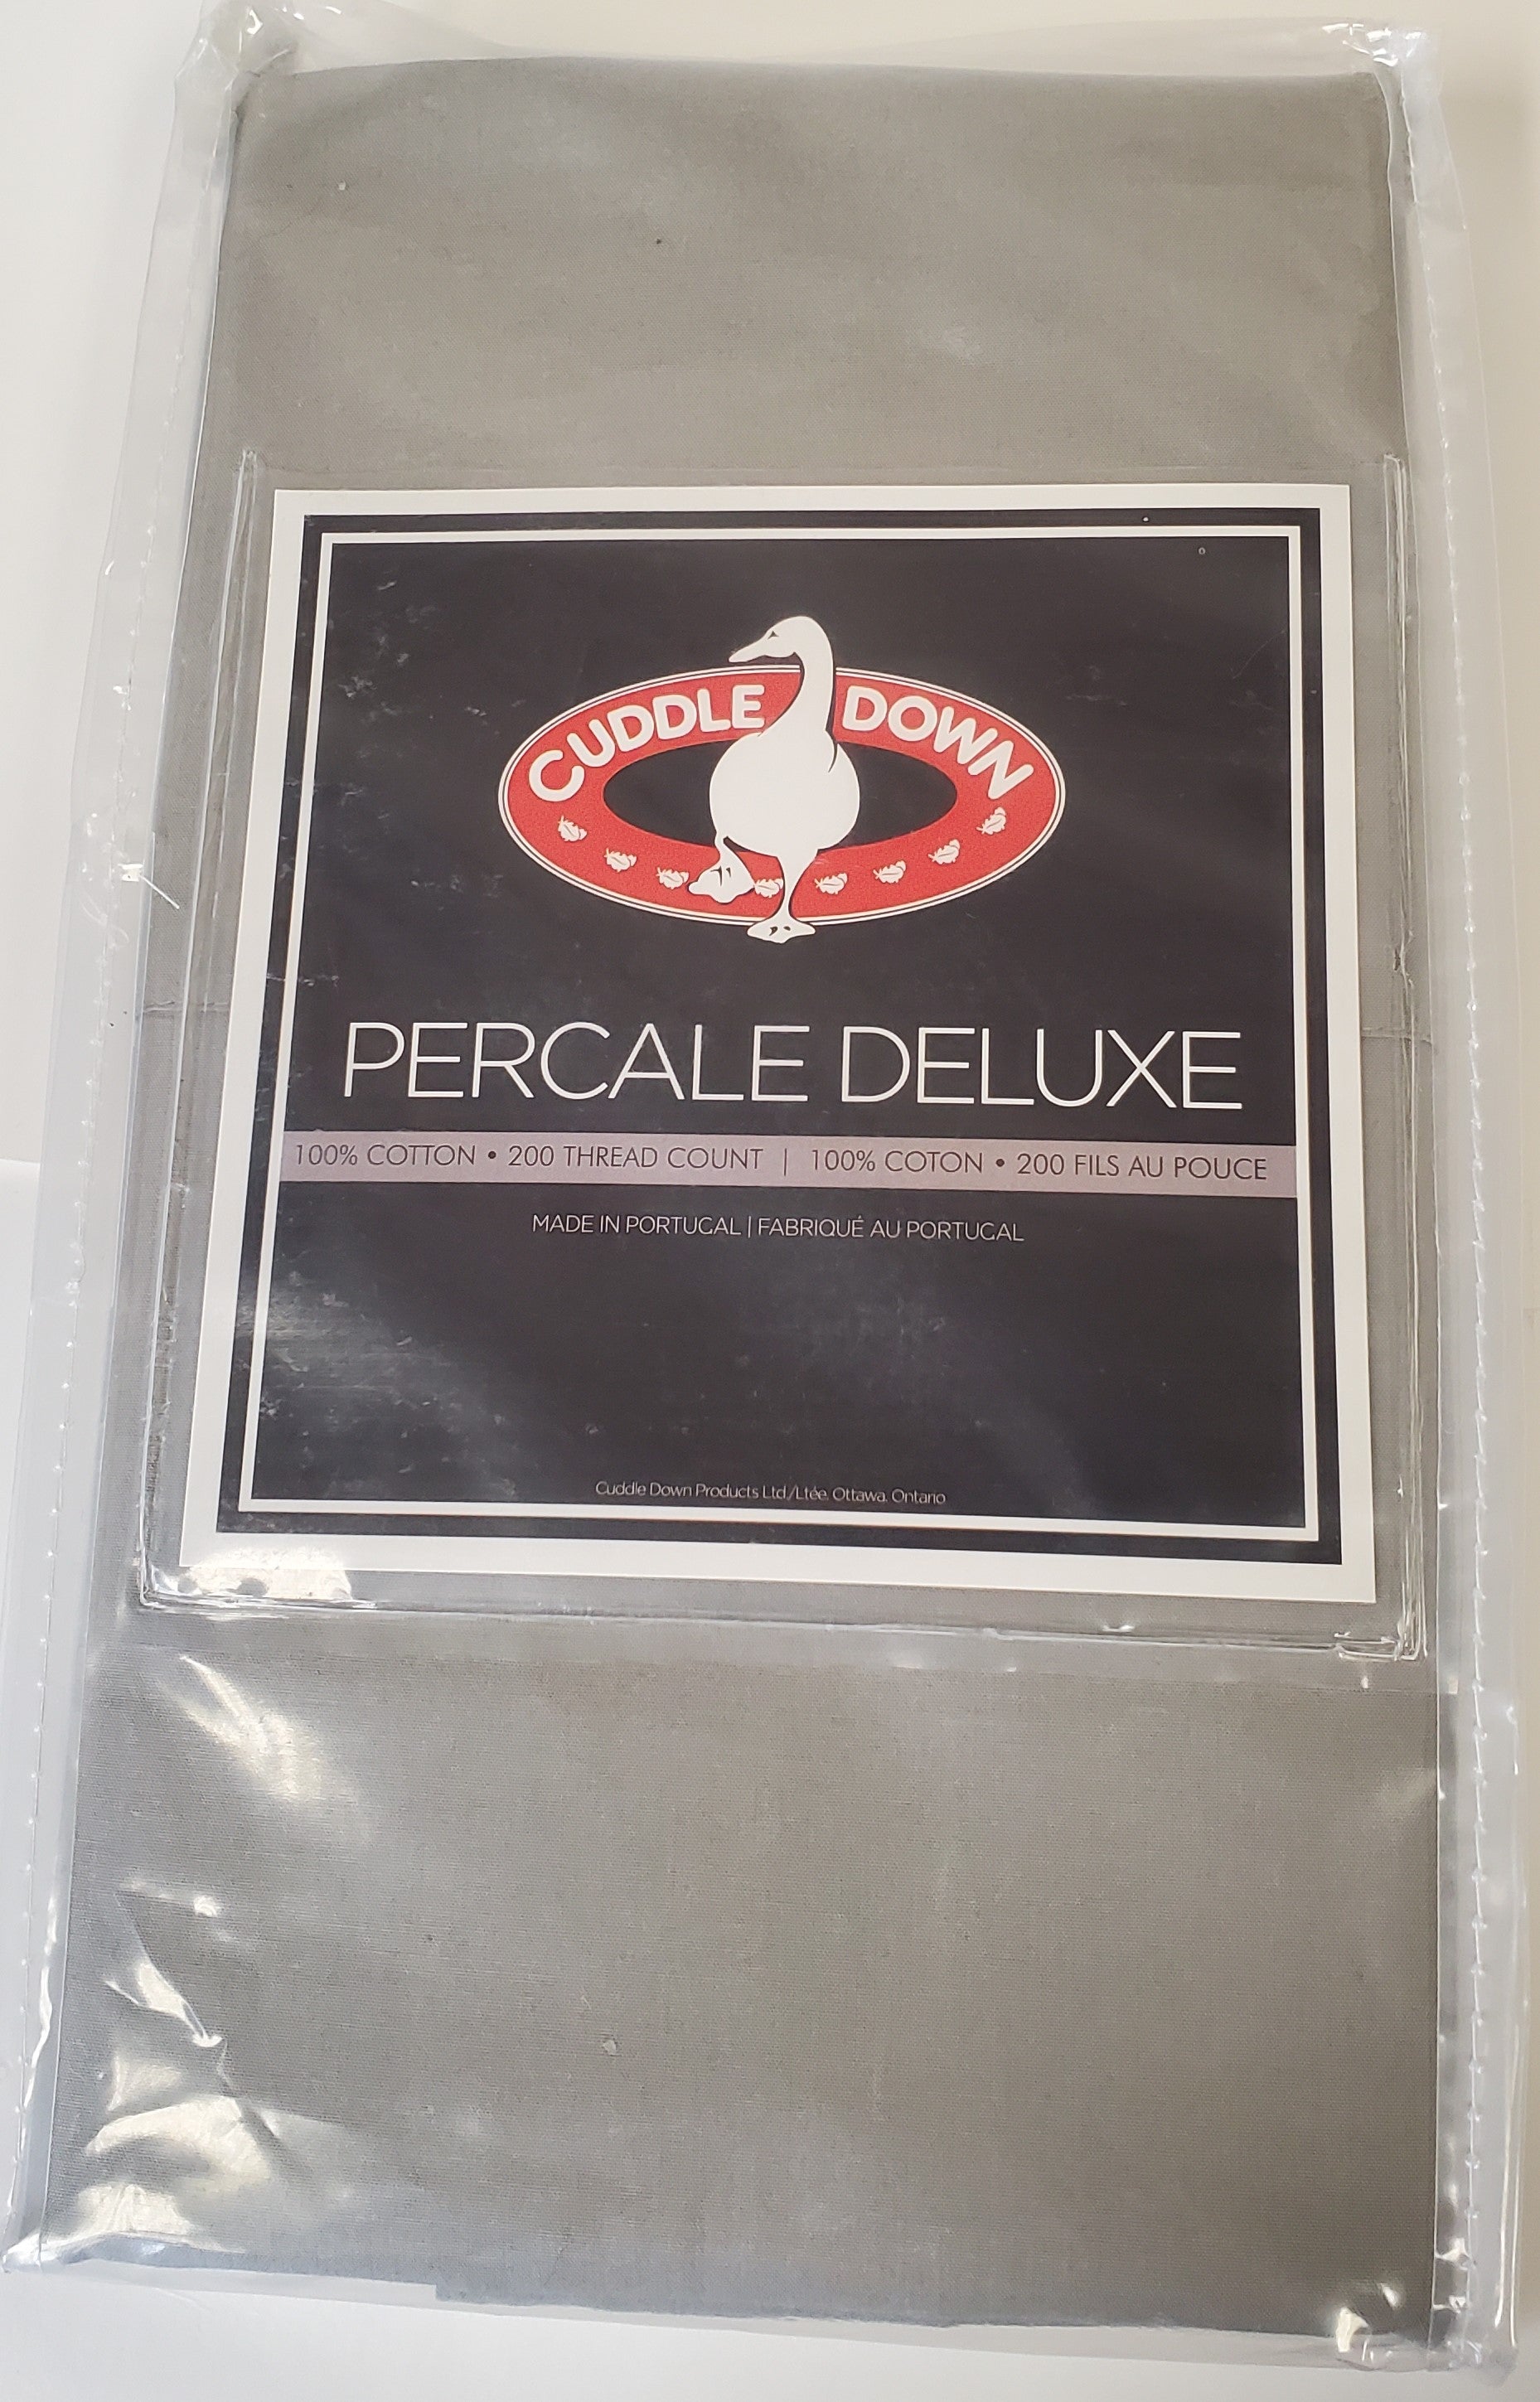 CUDDLE DOWN
PERCALE DELUXE
100% COTTON • 200 THREAD COUNT | 100% COTON • 200 FILS AU POUCE
MADE IN PORTUGAL | FABRIQUÉ AU PORTUGAL
Cuddle Down Products Ltd./Ltée. Ottawa. Ontario